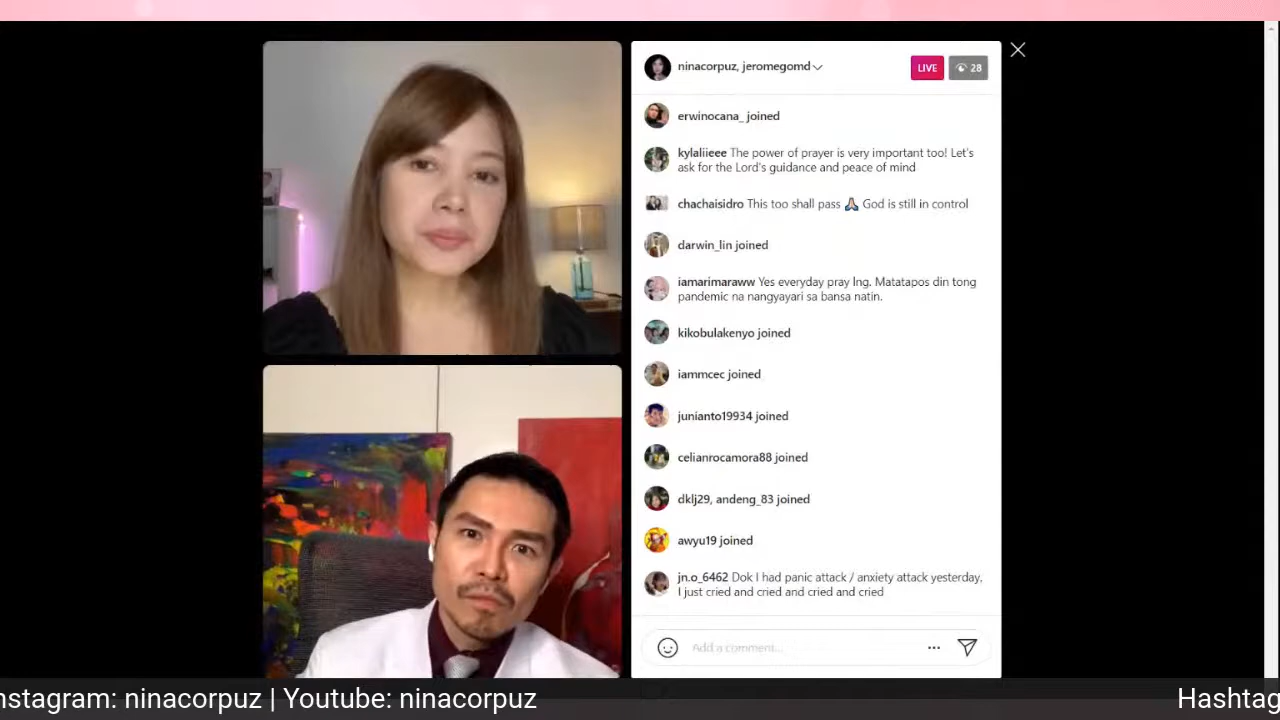 ninacorpuz, jeromegomd
LIVE
28
erwinocana_ joined
kylaliieee The power of prayer is very important too! Let's
ask for the Lord's guidance and peace of mind
chachaisidro This too shall pass 🙏 God is still in control
darwin_lin joined
iamarimaraww Yes everyday pray lng. Matatapos din tong
pandemic na nangyayari sa bansa natin.
kikobulakenyo joined
iammcec joined
junianto19934 joined
celianrocamora88 joined
dklj29, andeng_83 joined
awyu19 joined
jn.o_6462 Dok I had panic attack / anxiety attack yesterday,
I just cried and cried and cried and cried
Add a comment...
nstagram: ninacorpuz | Youtube: ninacorpuz
Hashtag